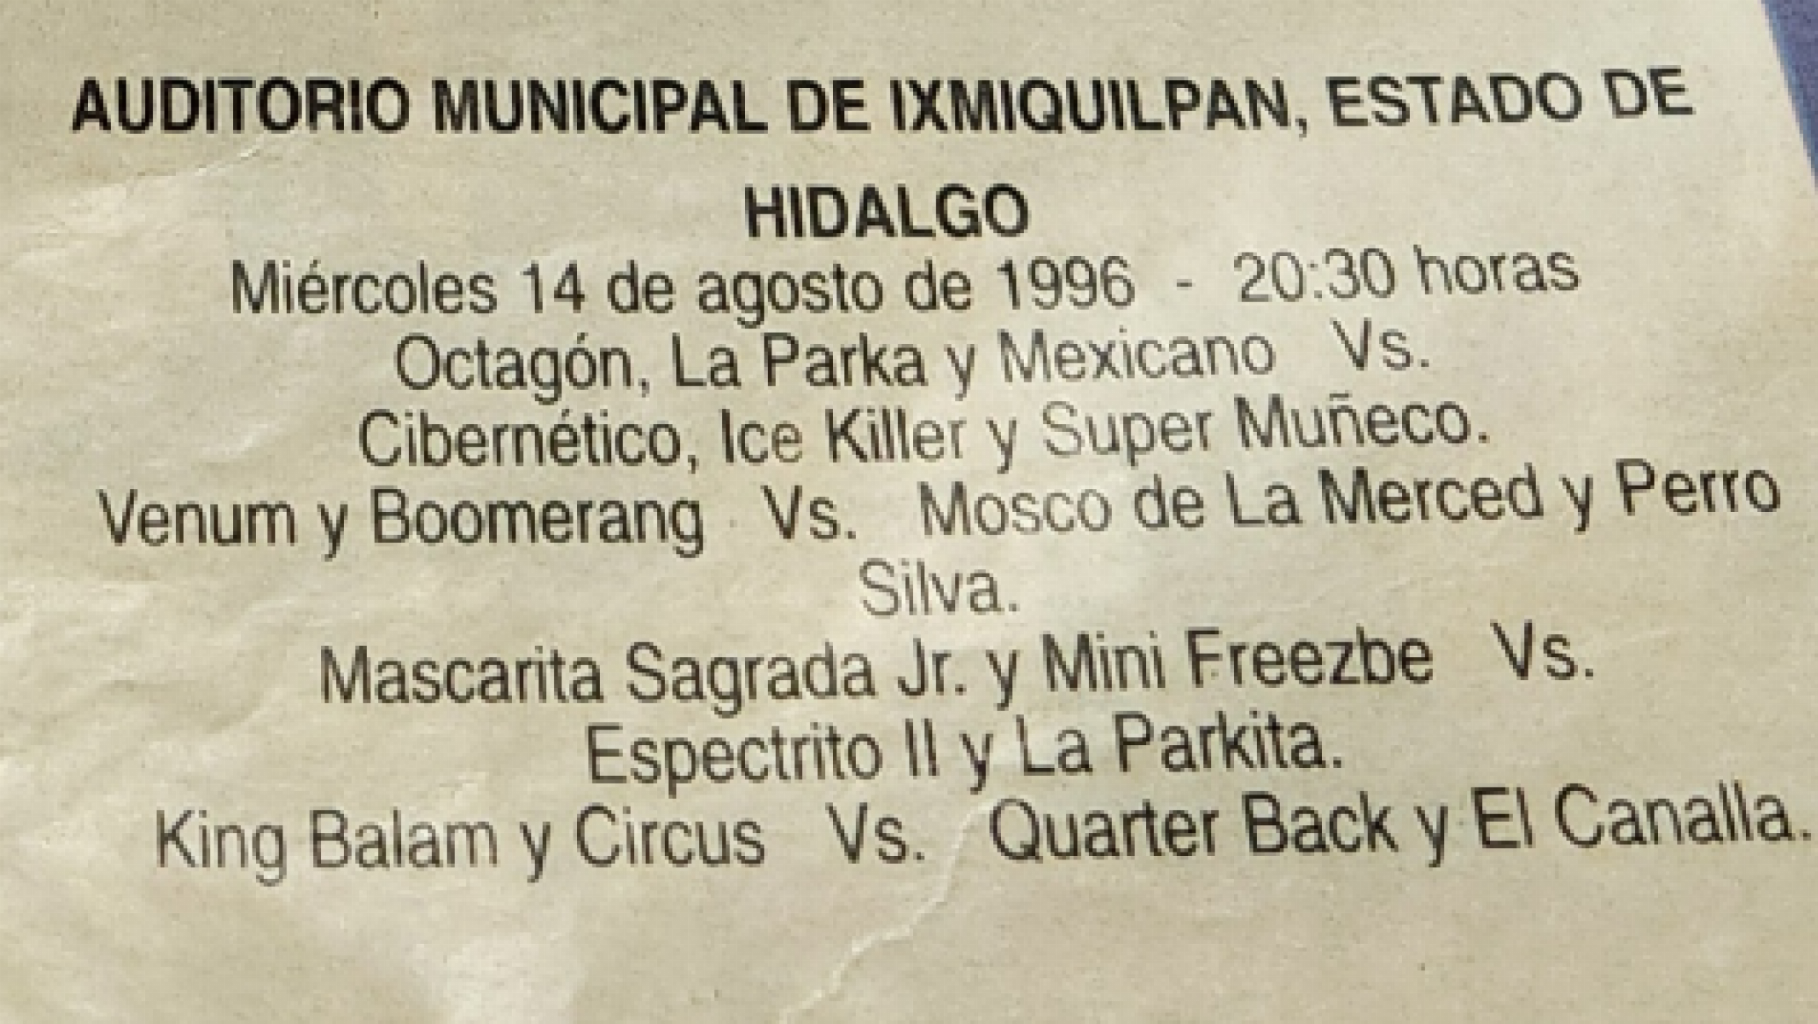 AUDITORIO MUNICIPAL DE IXMIQUILPAN, ESTADO DE
HIDALGO
Miércoles 14 de agosto de 1996 - 20:30 horas
Octagón, La Parka y Mexicano Vs.
Cibernético, Ice Killer y Super Muñeco.
Venum y Boomerang Vs. Mosco de La Merced y Perro
Silva.
Mascarita Sagrada Jr. y Mini Freezbe Vs.
Espectrito II y La Parkita.
King Balam y Circus Vs. Quarter Back y El Canalla.